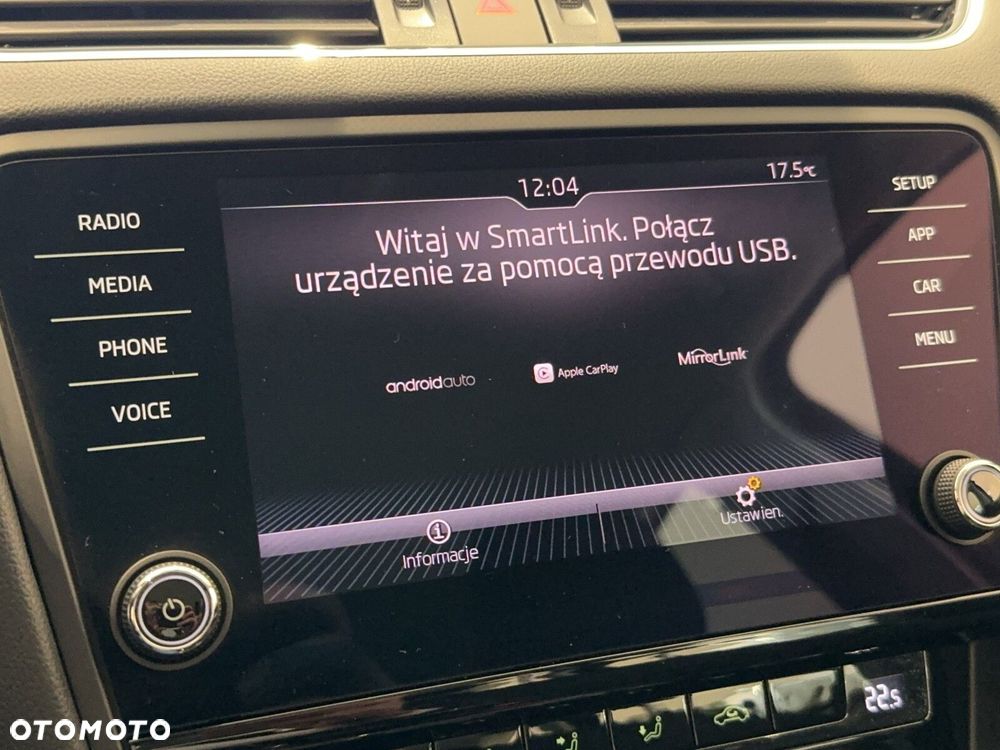 12:04
17.5°C
RADIO
MEDIA
PHONE
VOICE
Witaj w SmartLink. Połącz
urządzenie za pomocą przewodu USB.
androidauto
Apple CarPlay
MirrorLink
Informacje
Ustawien.
SETUP
APP
CAR
MENU
22.5
OTOMOTO